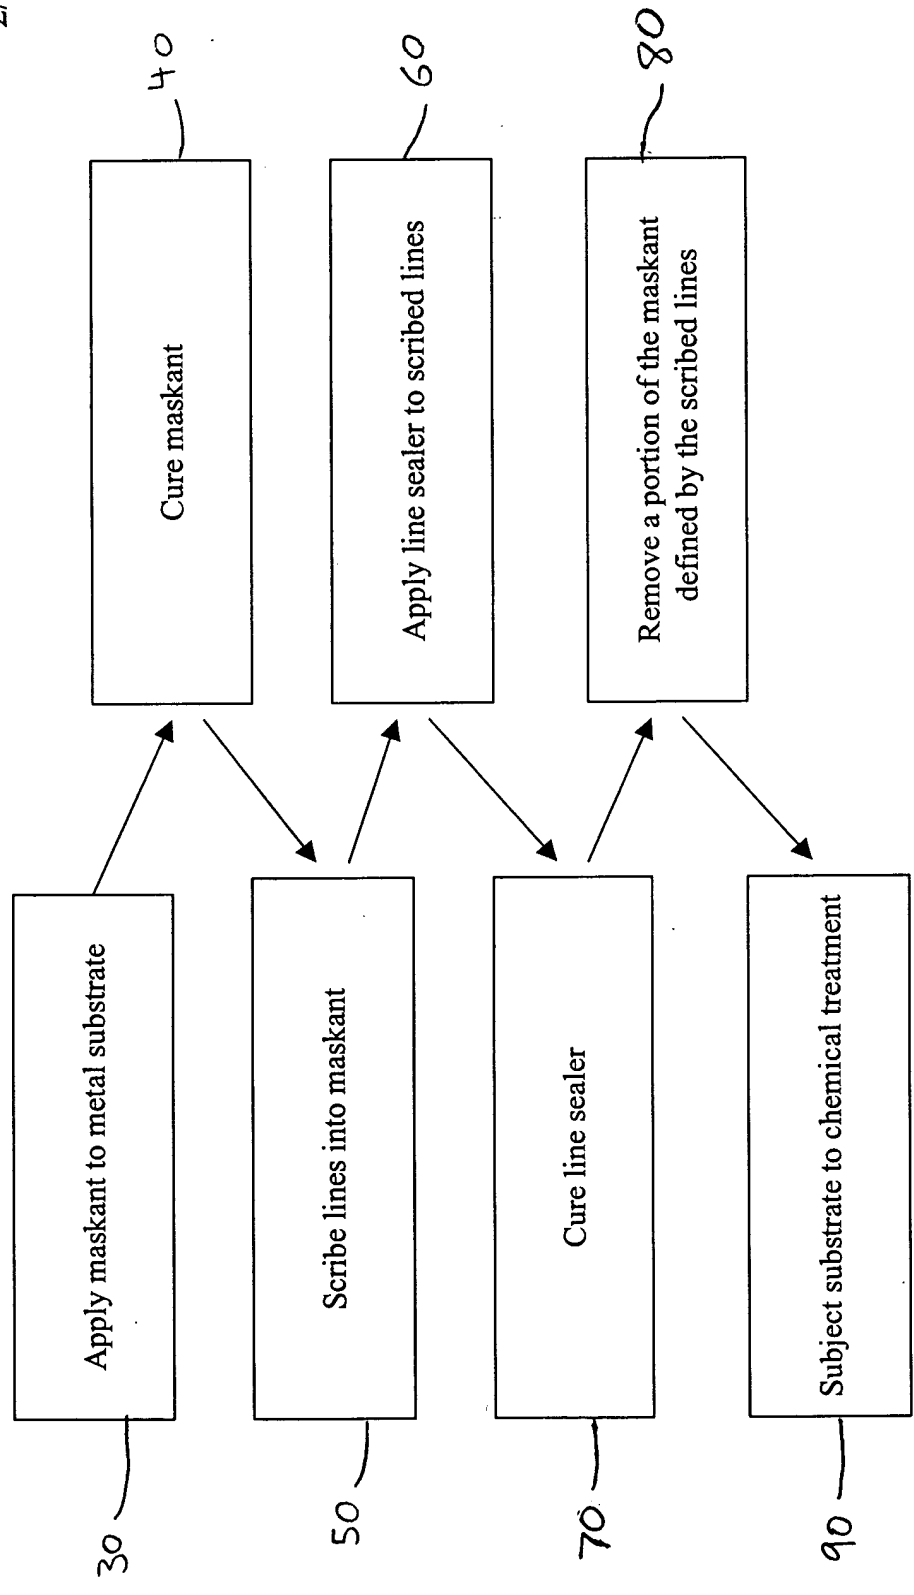 30
Apply maskant to metal substrate
Cure maskant
40
50
Scribe lines into maskant
Apply line sealer to scribed lines
60
70
Cure line sealer
Remove a portion of the maskant
defined by the scribed lines
80
90
Subject substrate to chemical treatment